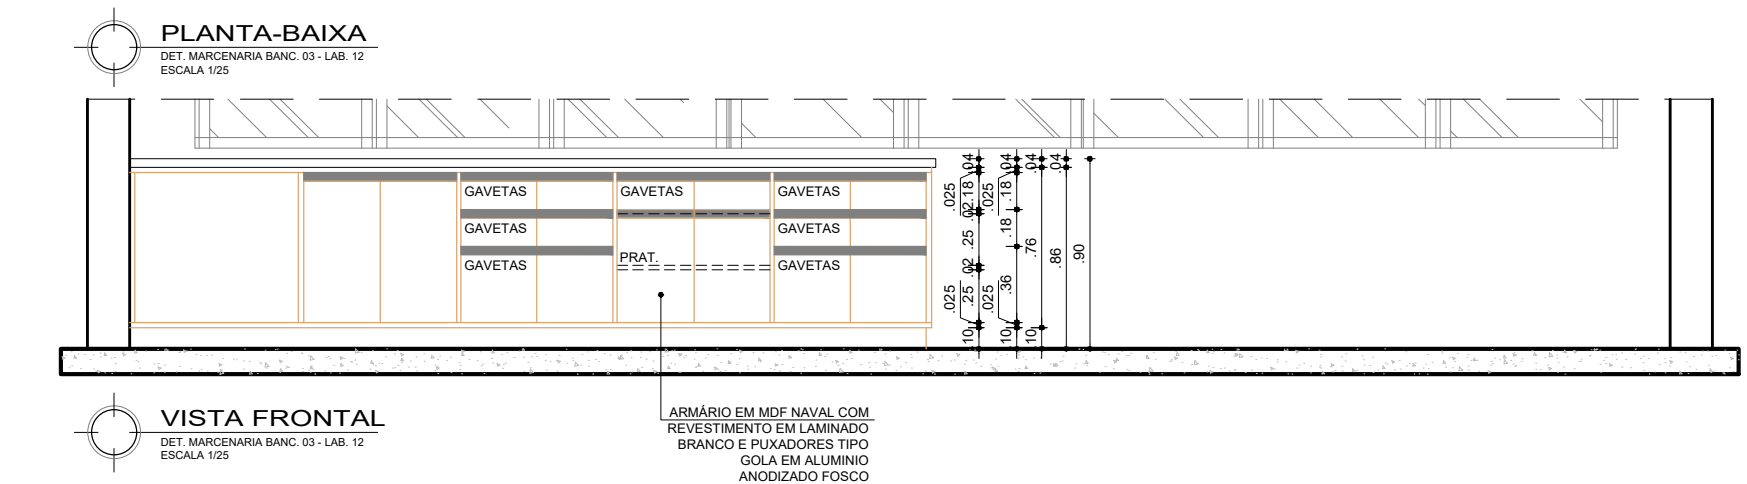 PLANTA-BAIXA
DET. MARCENARIA BANC. 03 - LAB. 12
ESCALA 1/25
GAVETAS GAVETAS GAVETAS
GAVETAS GAVETAS
GAVETAS PRAT. GAVETAS
.04 .04 .04 .04
.025 .18 .025 .18
.02
.25 .18 .76 .86 .90
.02
.025 .25 .025 .36
10 10 10
VISTA FRONTAL
DET. MARCENARIA BANC. 03 - LAB. 12
ESCALA 1/25
ARMÁRIO EM MDF NAVAL COM
REVESTIMENTO EM LAMINADO
BRANCO E PUXADORES TIPO
GOLA EM ALUMINIO
ANODIZADO FOSCO